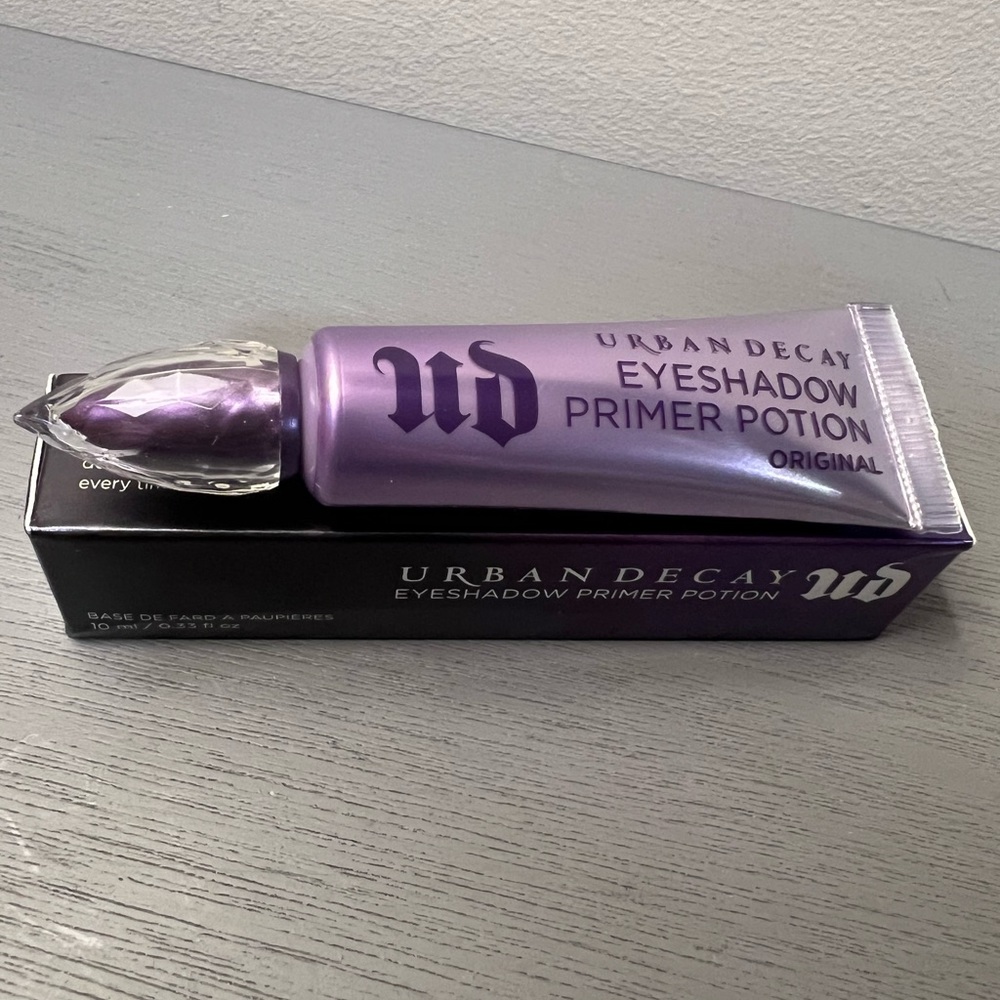 ud
URBAN DECAY
EYESHADOW
PRIMER POTION
ORIGINAL
every
URBAN DECAY ud
EYESHADOW PRIMER POTION
BASE DE FARD À PAUPIÈRES
10 ml / 0.33 fl oz